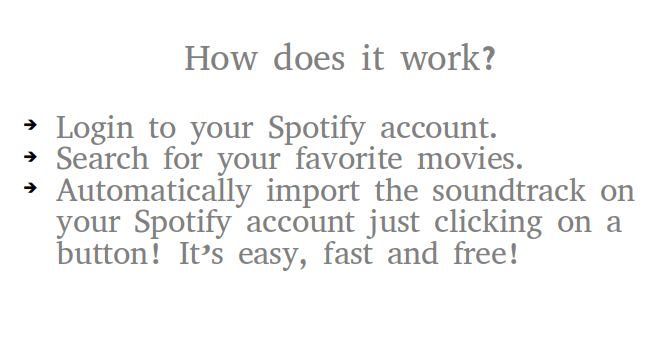 How does it work?
➔ Login to your Spotify account.
➔ Search for your favorite movies.
➔ Automatically import the soundtrack on
your Spotify account just clicking on a
button! It’s easy, fast and free!